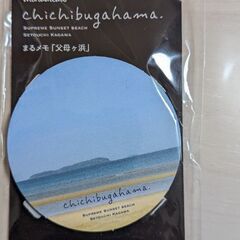 chichibugahama.
SUPREME SUNSET BEACH
SETOUCHI KAGAWA
まるメモ「父母ヶ浜」
chichibugahama.
SUPREME SUNSET BEACH
SETOUCHI KAGAWA